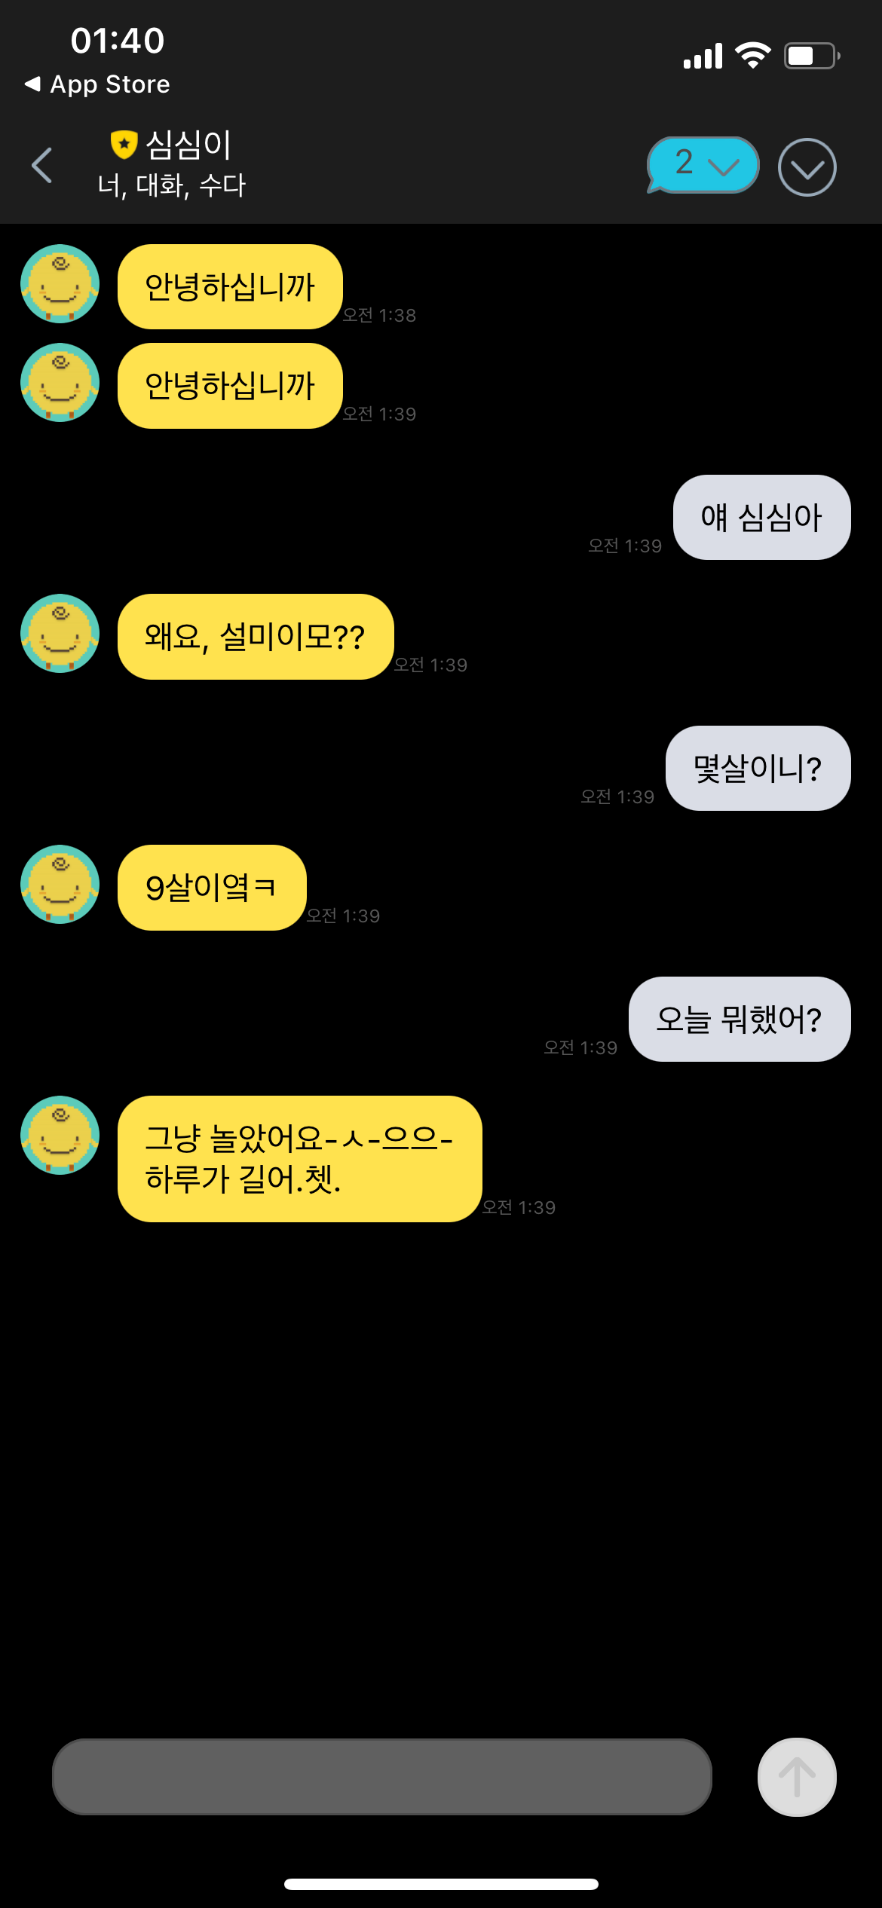 01:40
◀ App Store
심심이
너, 대화, 수다
2
안녕하십니까
오전 1:38
안녕하십니까
오전 1:39
얘 심심아
오전 1:39
왜요, 설미이모??
오전 1:39
몇살이니?
오전 1:39
9살이옄ㅋ
오전 1:39
오늘 뭐했어?
오전 1:39
그냥 놀았어요-ㅅ-으으-
하루가 길어.쳇.
오전 1:39